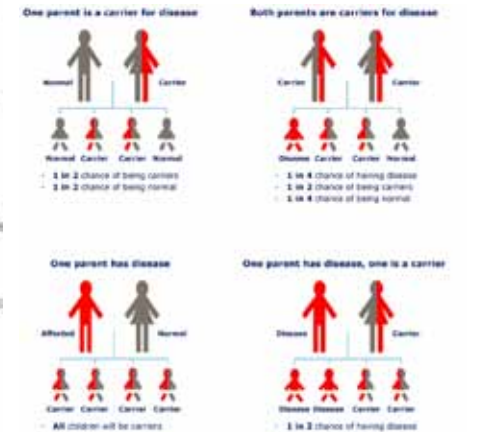 One parent is a carrier for disease
Normal
Carrier
Normal Carrier Carrier Normal
- 1 in 2 chance of being carriers
- 1 in 2 chance of being normal
Both parents are carriers for disease
Carrier
Carrier
Disease Carrier Carrier Normal
- 1 in 4 chance of having disease
- 1 in 2 chance of being carriers
- 1 in 4 chance of being normal
One parent has disease
Affected
Normal
Carrier Carrier Carrier Carrier
- All children will be carriers
One parent has disease, one is a carrier
Disease
Carrier
Disease Disease Carrier Carrier
- 1 in 2 chance of having disease